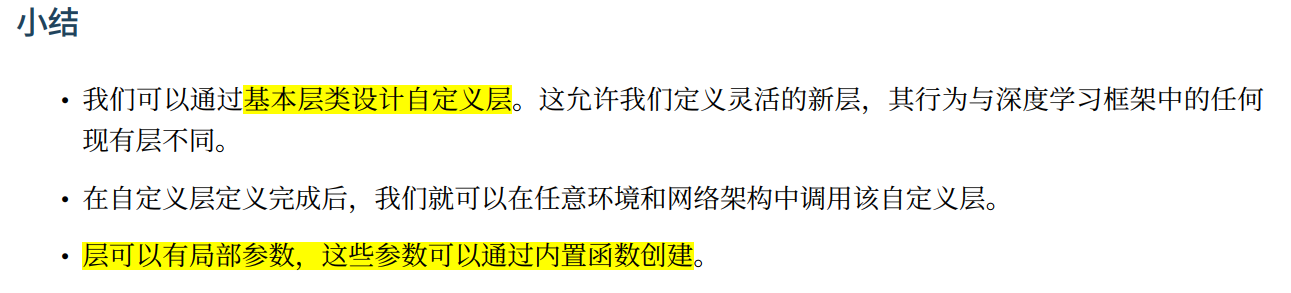 小结
• 我们可以通过基本层类设计自定义层。这允许我们定义灵活的新层，其行为与深度学习框架中的任何
现有层不同。
• 在自定义层定义完成后，我们就可以在任意环境和网络架构中调用该自定义层。
• 层可以有局部参数，这些参数可以通过内置函数创建。